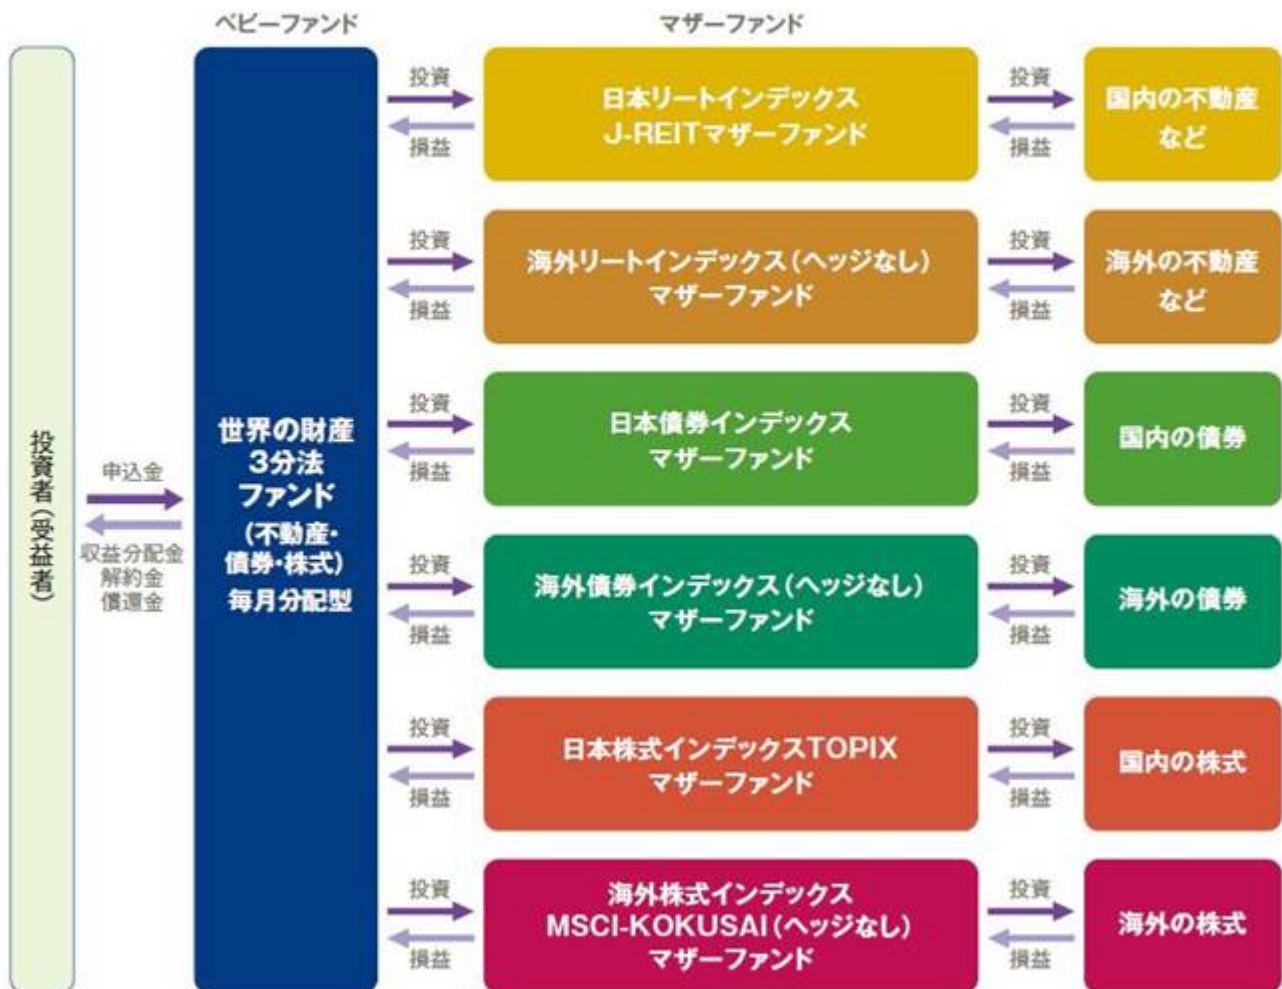 ベビーファンド
マザーファンド
投資者(受益者)
申込金
収益分配金
解約金
償還金
世界の財産
3分法
ファンド
(不動産・
債券・株式)
毎月分配型
投資
損益
日本リートインデックス
J-REITマザーファンド
投資
損益
国内の不動産
など
投資
損益
海外リートインデックス(ヘッジなし)
マザーファンド
投資
損益
海外の不動産
など
投資
損益
日本債券インデックス
マザーファンド
投資
損益
国内の債券
投資
損益
海外債券インデックス(ヘッジなし)
マザーファンド
投資
損益
海外の債券
投資
損益
日本株式インデックスTOPIX
マザーファンド
投資
損益
国内の株式
投資
損益
海外株式インデックス
MSCI-KOKUSAI(ヘッジなし)
マザーファンド
投資
損益
海外の株式